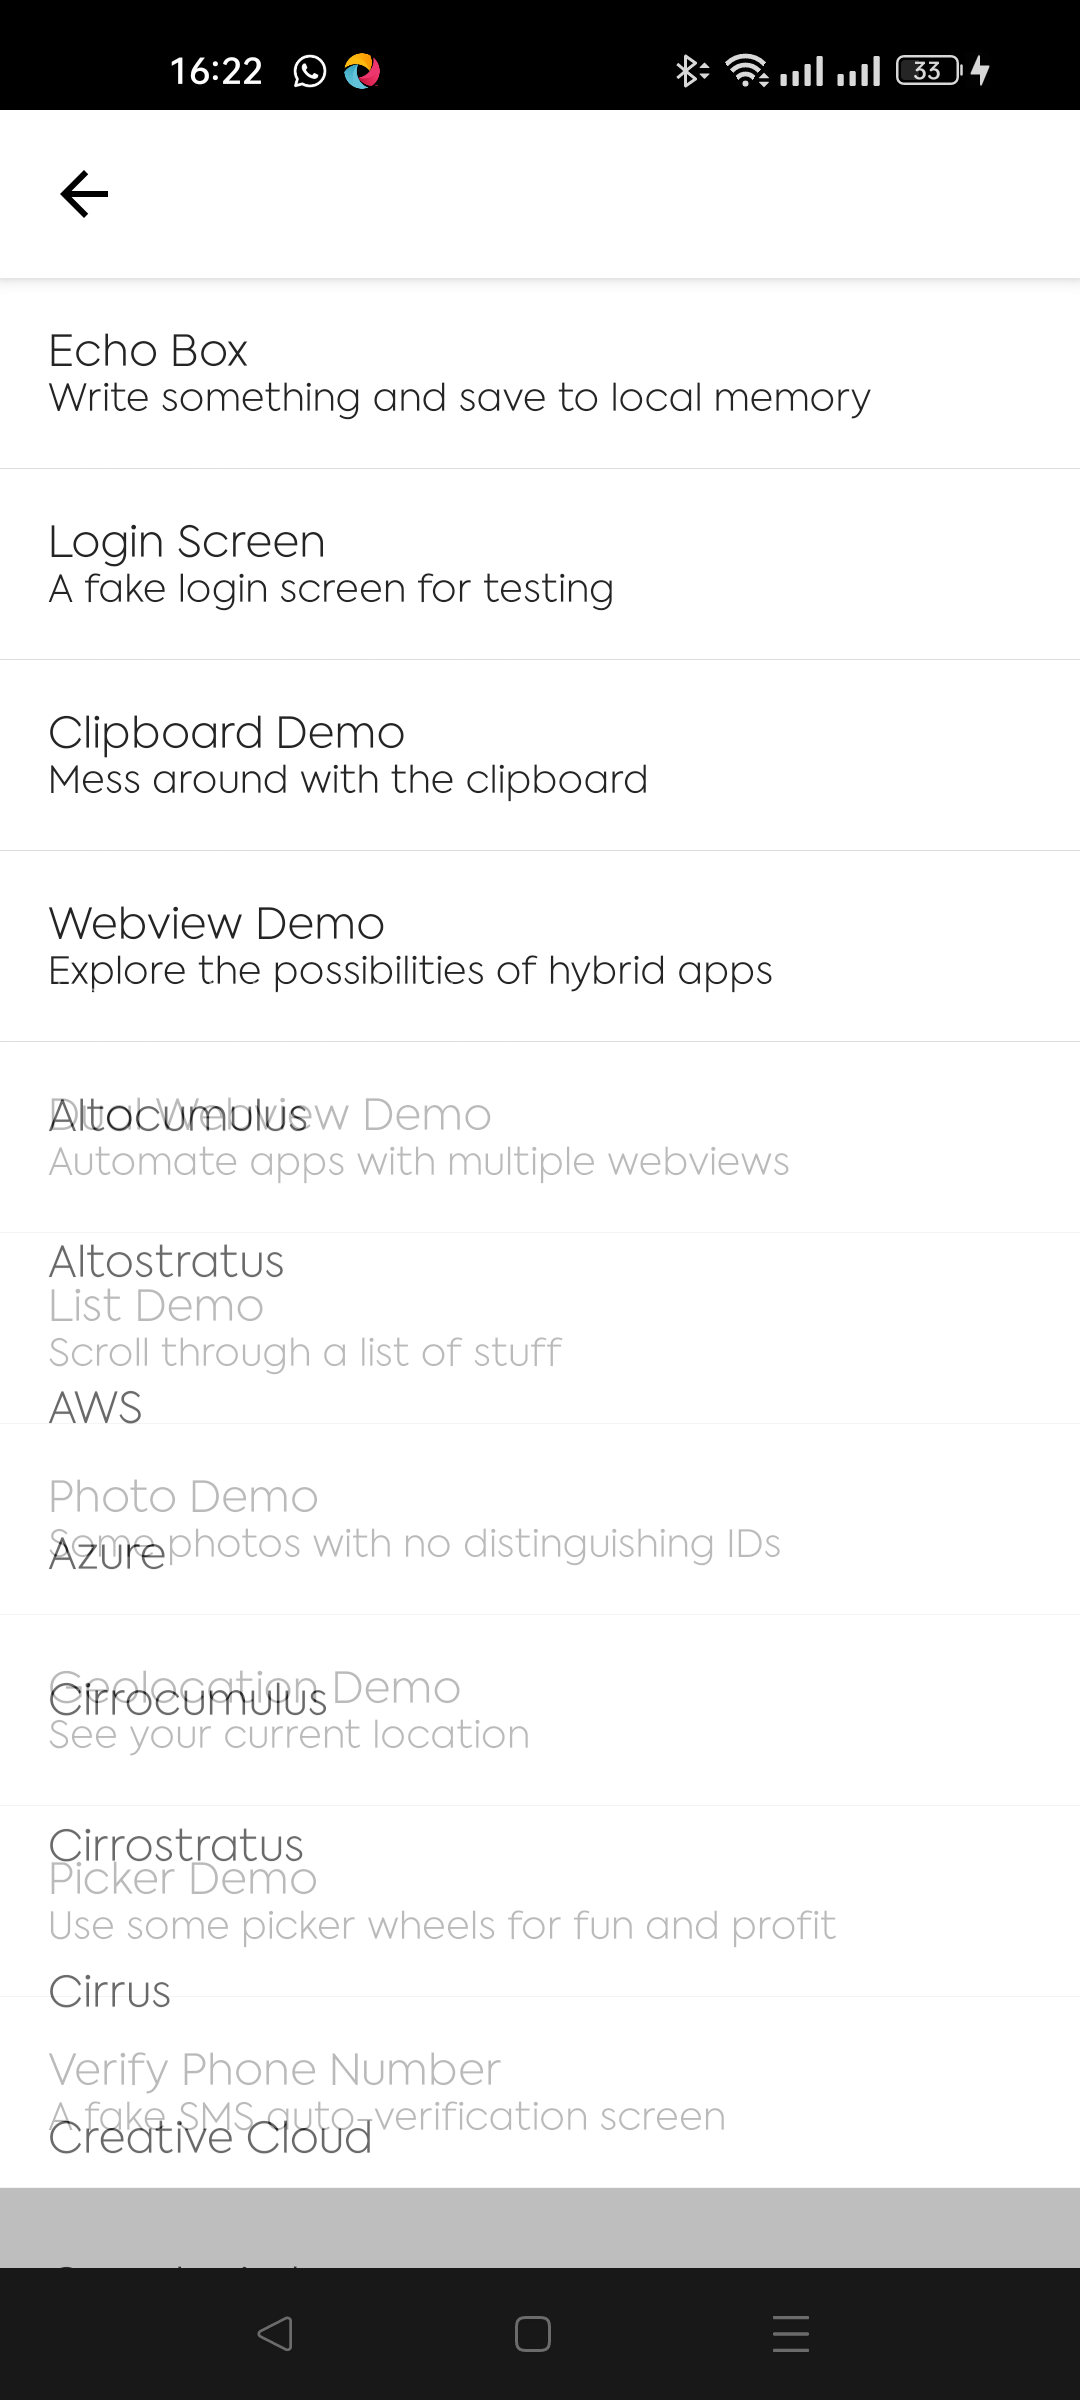 16:22
33
Echo Box
Write something and save to local memory
Login Screen
A fake login screen for testing
Clipboard Demo
Mess around with the clipboard
Webview Demo
Explore the possibilities of hybrid apps
Dual Webview Demo
Altocumulus
Automate apps with multiple webviews
Altostratus
List Demo
Scroll through a list of stuff
AWS
Photo Demo
Some photos with no distinguishing IDs
Azure
Geolocation Demo
Cirrocumulus
See your current location
Cirrostratus
Picker Demo
Use some picker wheels for fun and profit
Cirrus
Verify Phone Number
A fake SMS auto-verification screen
Creative Cloud